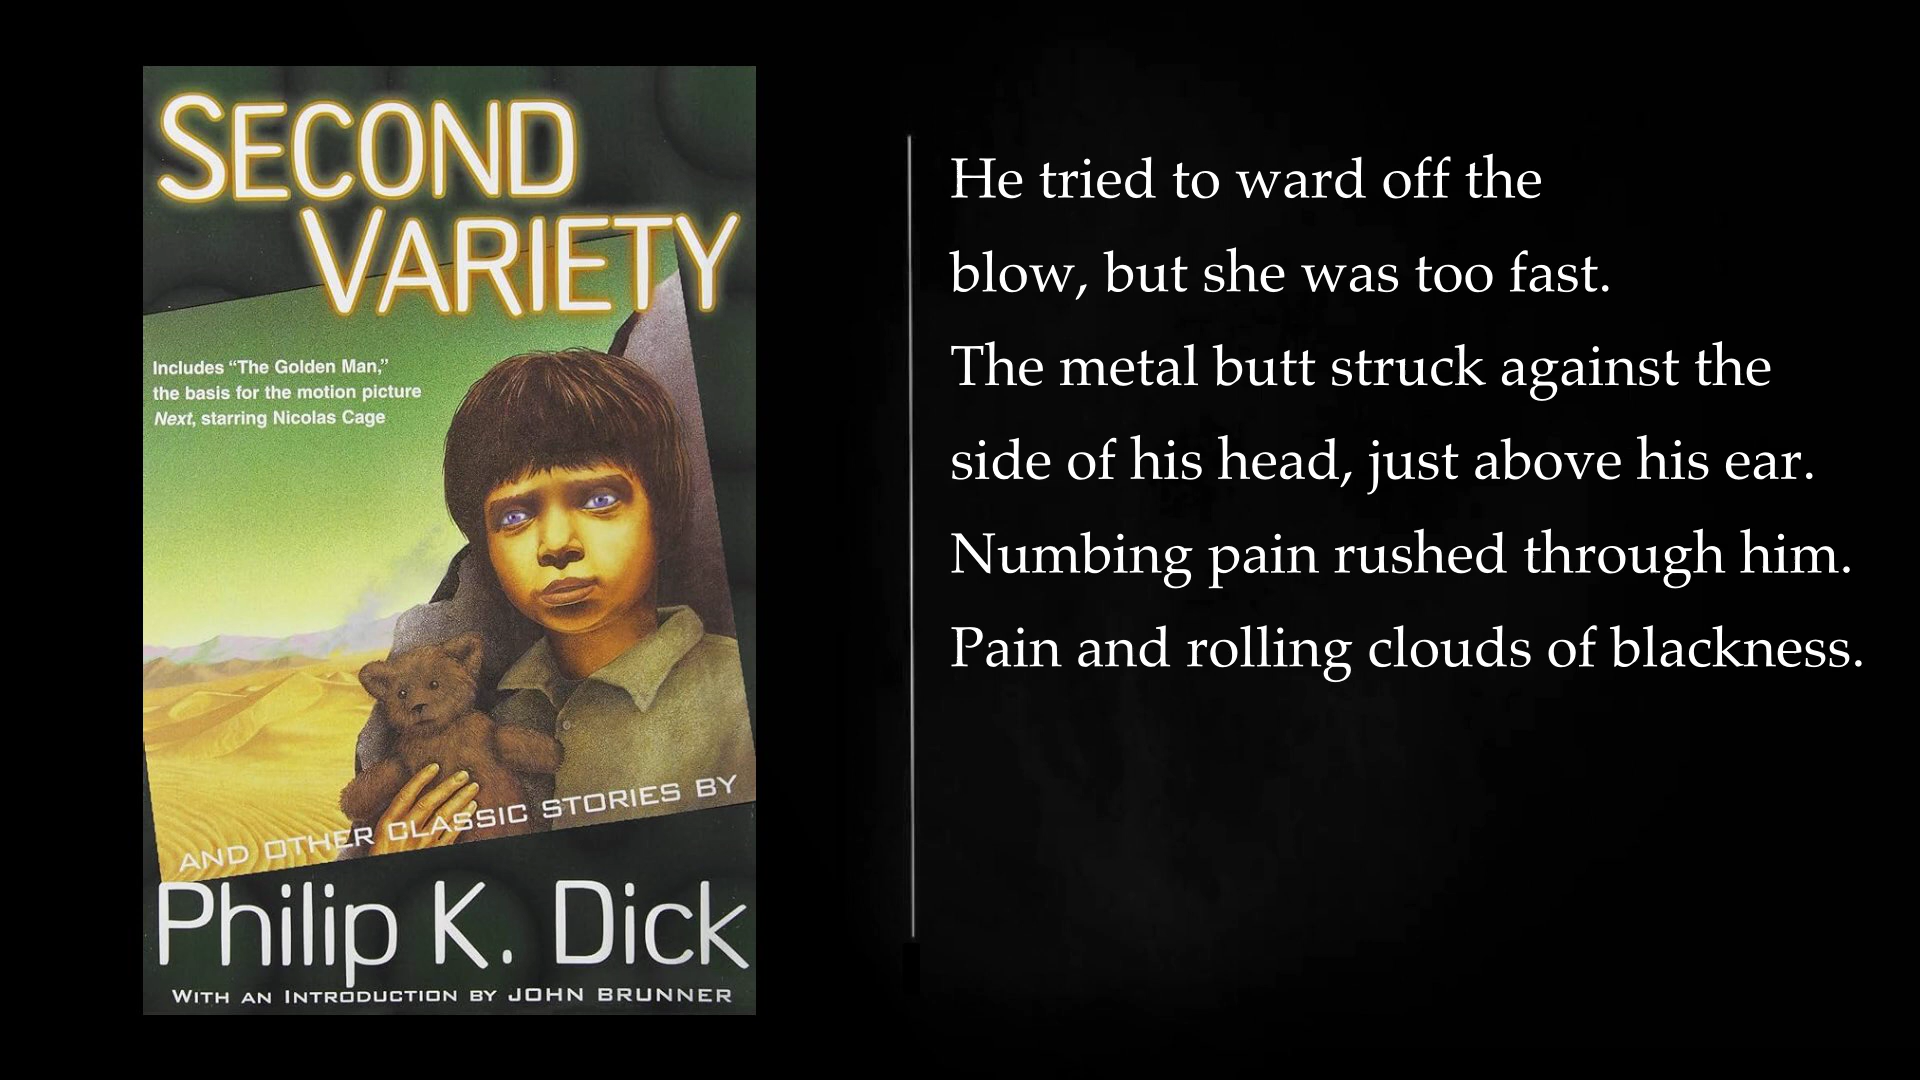 SECOND
VARIETY
Includes “The Golden Man,”
the basis for the motion picture
Next, starring Nicolas Cage
AND OTHER CLASSIC STORIES BY
Philip K. Dick
WITH AN INTRODUCTION BY JOHN BRUNNER
He tried to ward off the
blow, but she was too fast.
The metal butt struck against the
side of his head, just above his ear.
Numbing pain rushed through him.
Pain and rolling clouds of blackness.